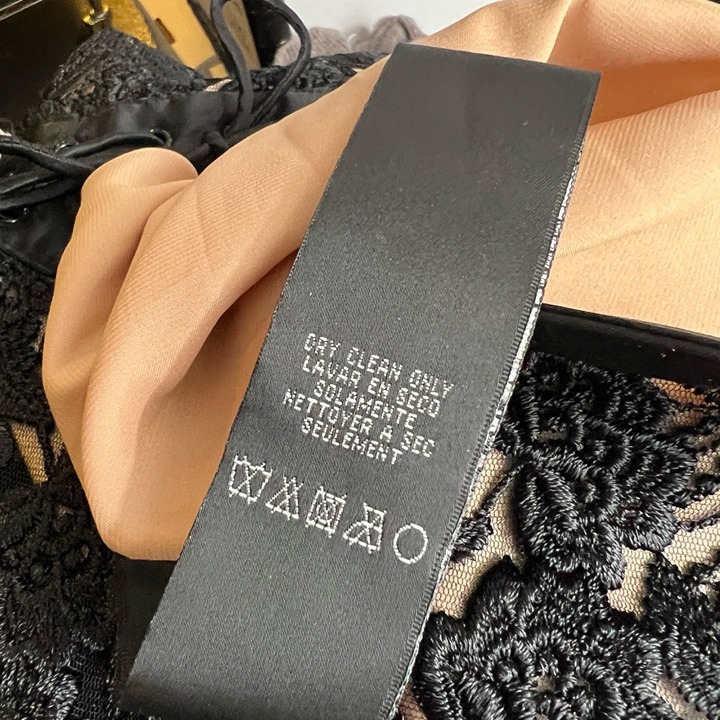 DRY CLEAN ONLY
LAVAR EN SECO
SOLAMENTE
NETTOYER A SEC
SEULEMENT